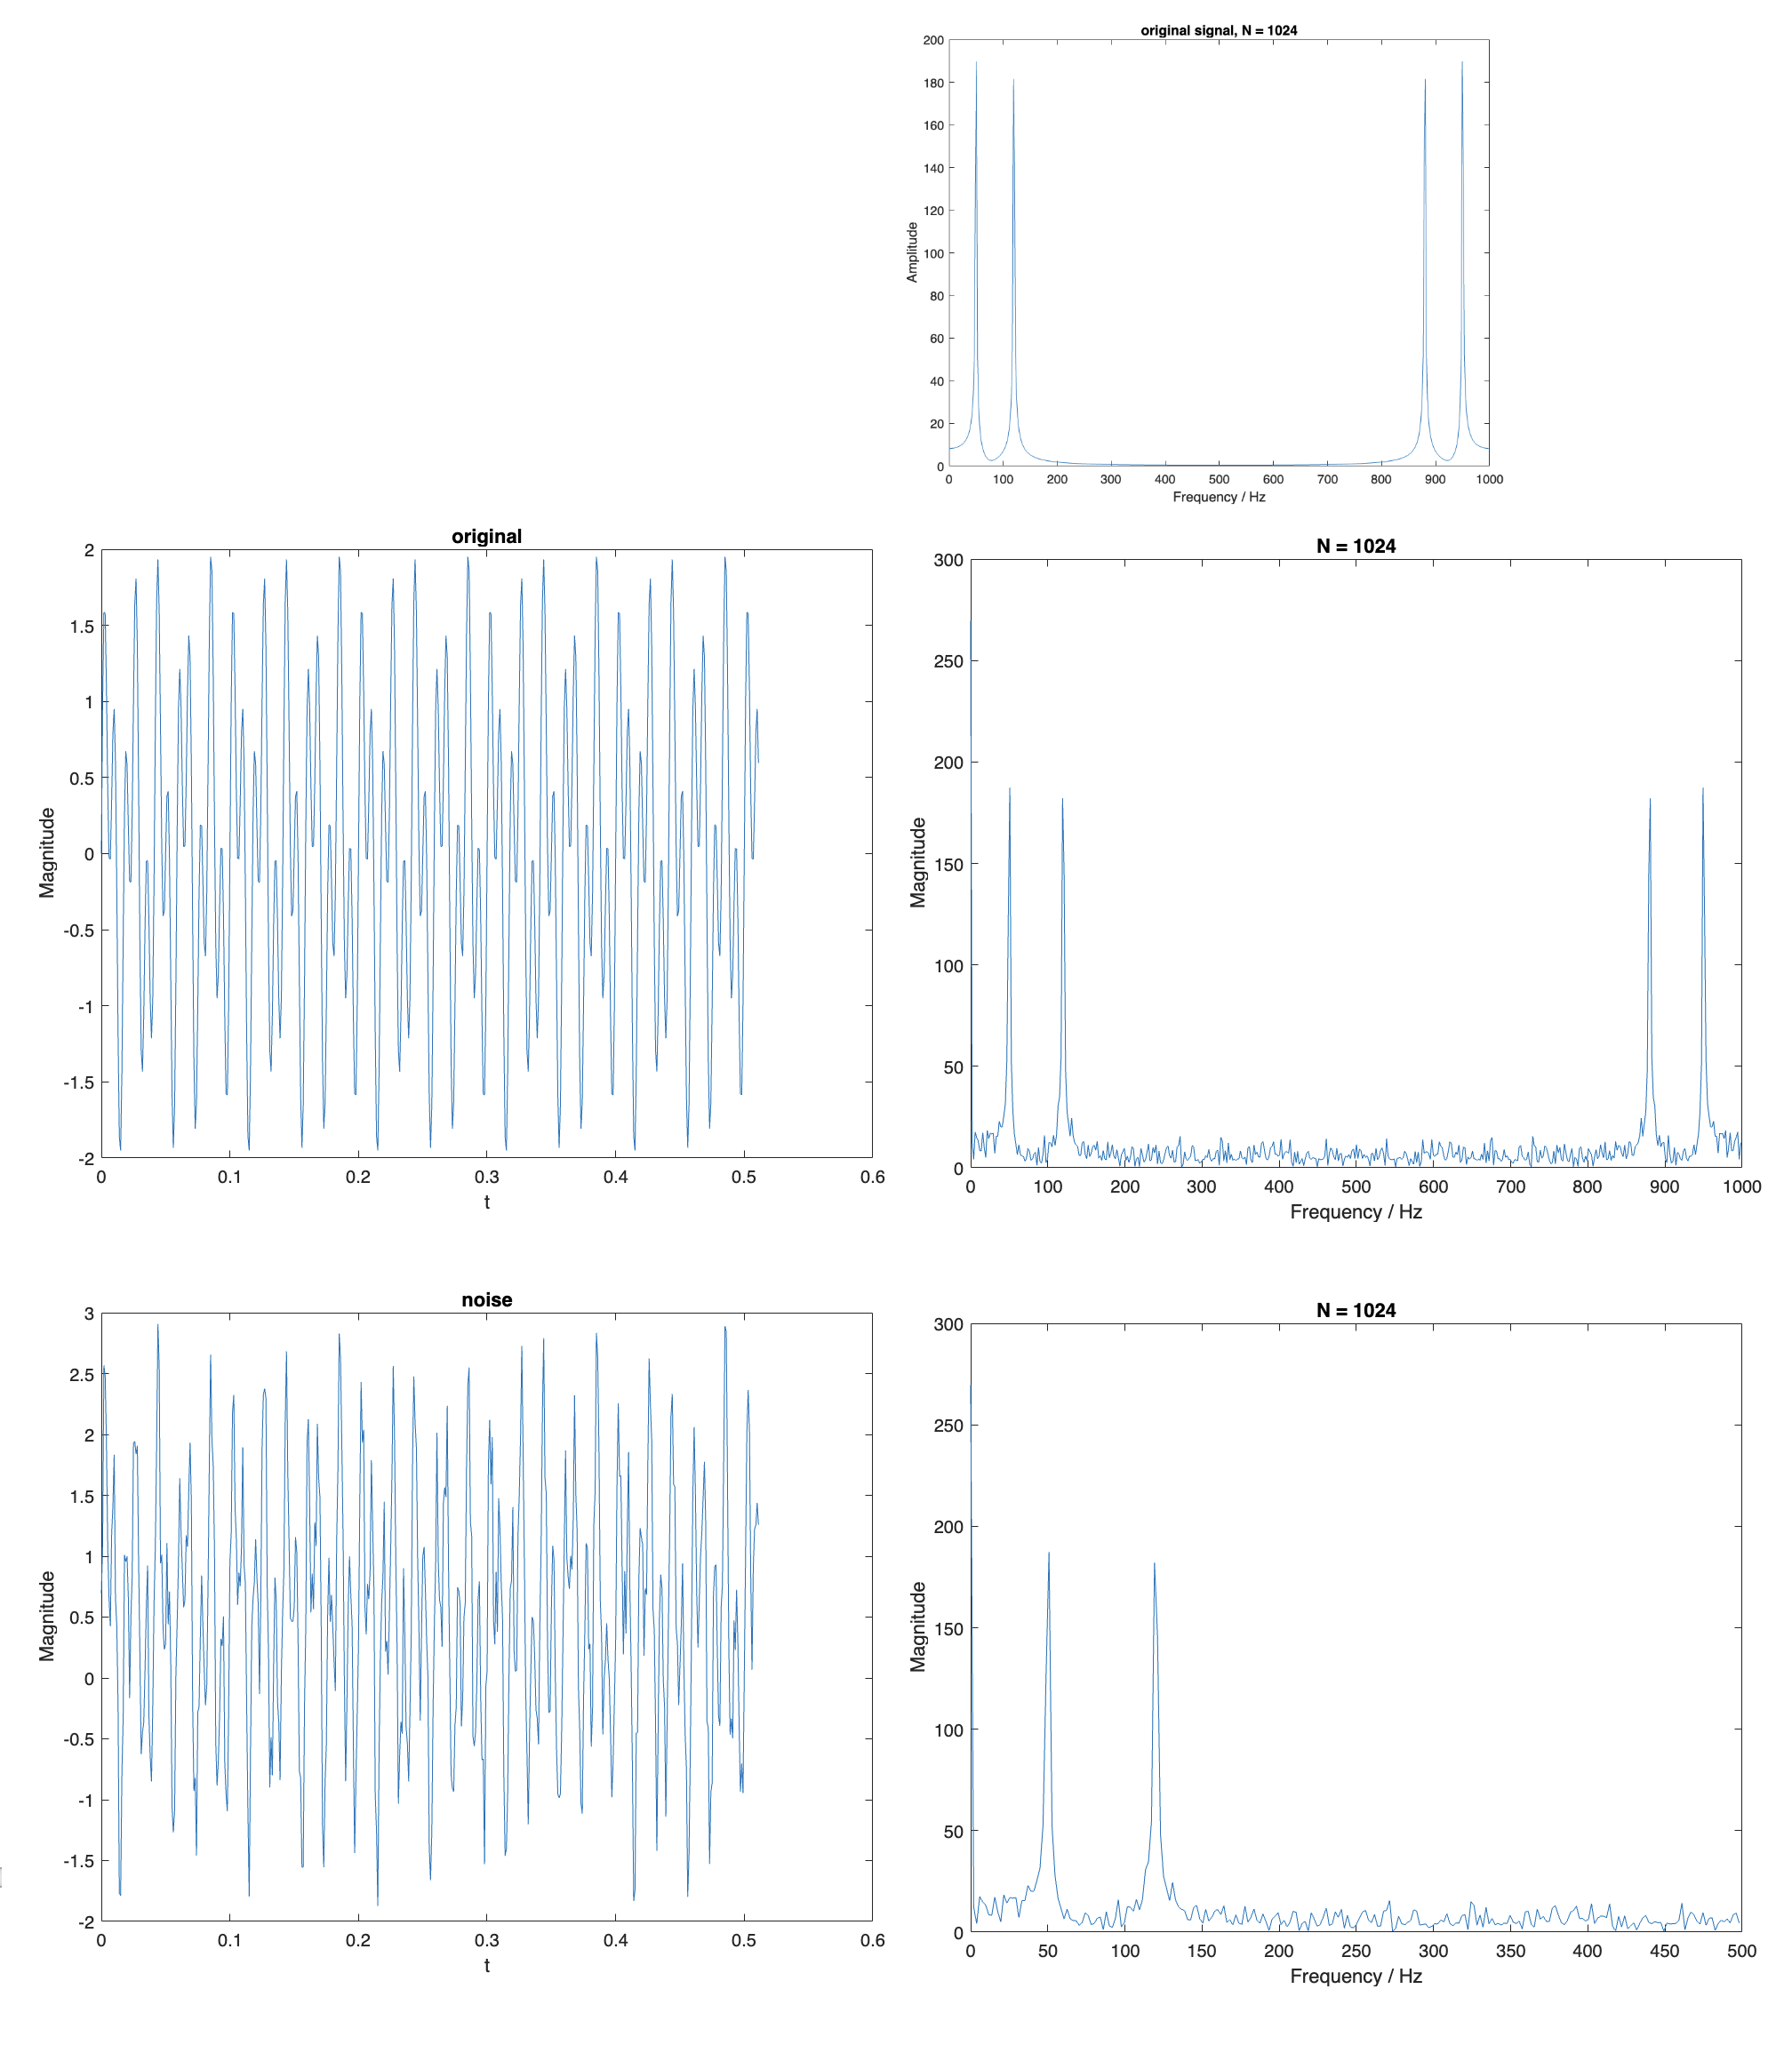 original signal, N = 1024
200
180
160
140
120
100
80
60
40
20
0
Amplitude
0 100 200 300 400 500 600 700 800 900 1000
Frequency / Hz
original
2
1.5
1
0.5
0
-0.5
-1
-1.5
-2
Magnitude
0 0.1 0.2 0.3 0.4 0.5 0.6
t
N = 1024
300
250
200
150
100
50
0
Magnitude
0 100 200 300 400 500 600 700 800 900 1000
Frequency / Hz
noise
3
2.5
2
1.5
1
0.5
0
-0.5
-1
-1.5
-2
Magnitude
0 0.1 0.2 0.3 0.4 0.5 0.6
t
N = 1024
300
250
200
150
100
50
0
Magnitude
0 50 100 150 200 250 300 350 400 450 500
Frequency / Hz